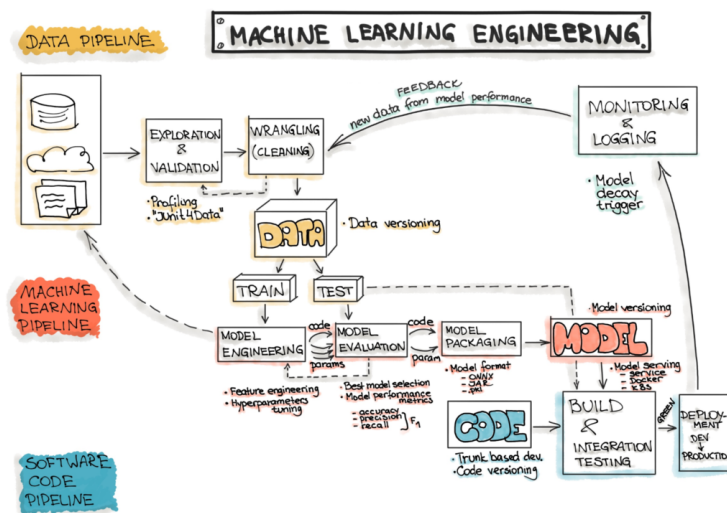 DATA PIPELINE
MACHINE LEARNING ENGINEERING
EXPLORATION
&
VALIDATION
• Profiling
• "JUnit4Data"
WRANGLING
(CLEANING)
FEEDBACK
new data from model performance
MONITORING
&
LOGGING
• Model
decay
trigger
DATA
• Data versioning
TRAIN
TEST
MACHINE
LEARNING
PIPELINE
MODEL
ENGINEERING
• Feature engineering
• Hyperparameters
tuning
code
params
MODEL
EVALUATION
• Best model selection
• Model performance
metrics
- accuracy
- precision
- recall
F1
code
param
MODEL
PACKAGING
• Model format
- ONNX
- JAR
- pkl
• Model versioning
MODEL
• Model serving
- service
- Docker
- K8S
CODE
• Trunk based dev.
• Code versioning
BUILD
&
INTEGRATION
TESTING
GREEN
DEPLOY-
MENT
DEV
PRODUCTIO
SOFTWARE
CODE
PIPELINE